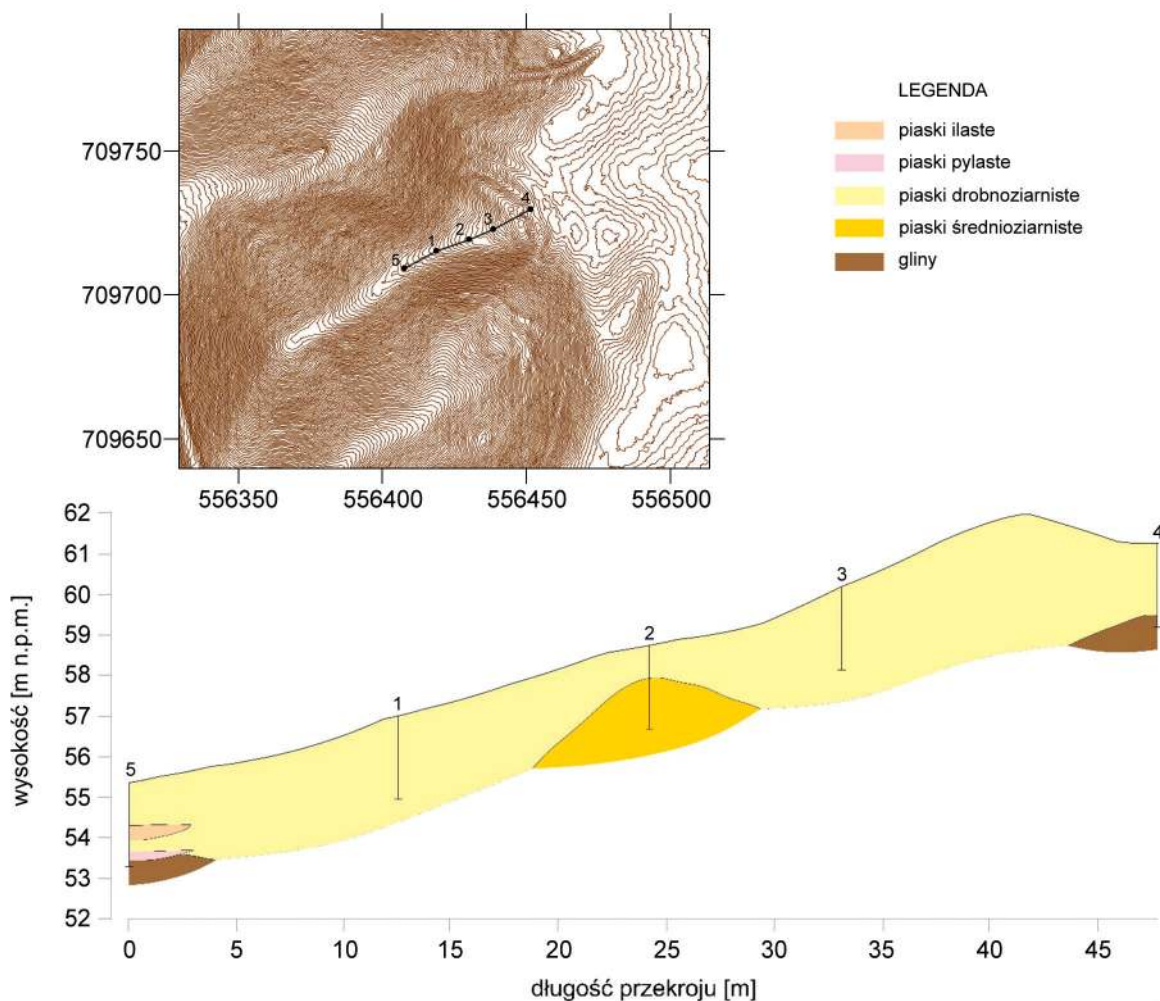 709750
709700
709650
556350 556400 556450 556500
1
2
3
4
5
LEGENDA
piaski ilaste
piaski pylaste
piaski drobnoziarniste
piaski średnioziarniste
gliny
wysokość [m n.p.m.]
62
61
60
59
58
57
56
55
54
53
52
5
1
2
3
4
0 5 10 15 20 25 30 35 40 45
długość przekroju [m]